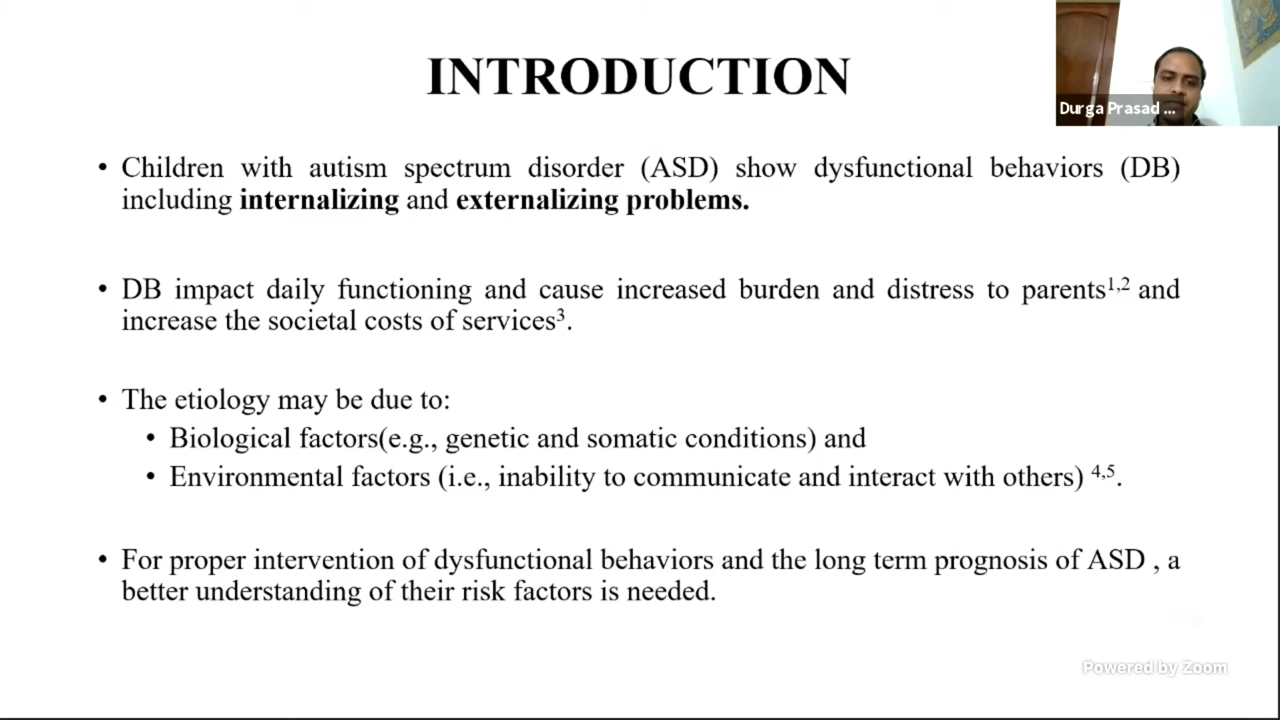 INTRODUCTION
Durga Prasad ...
• Children with autism spectrum disorder (ASD) show dysfunctional behaviors (DB)
including internalizing and externalizing problems.
• DB impact daily functioning and cause increased burden and distress to parents1,2 and
increase the societal costs of services3.
• The etiology may be due to:
• Biological factors(e.g., genetic and somatic conditions) and
• Environmental factors (i.e., inability to communicate and interact with others) 4,5.
• For proper intervention of dysfunctional behaviors and the long term prognosis of ASD , a
better understanding of their risk factors is needed.
Powered by Zoom